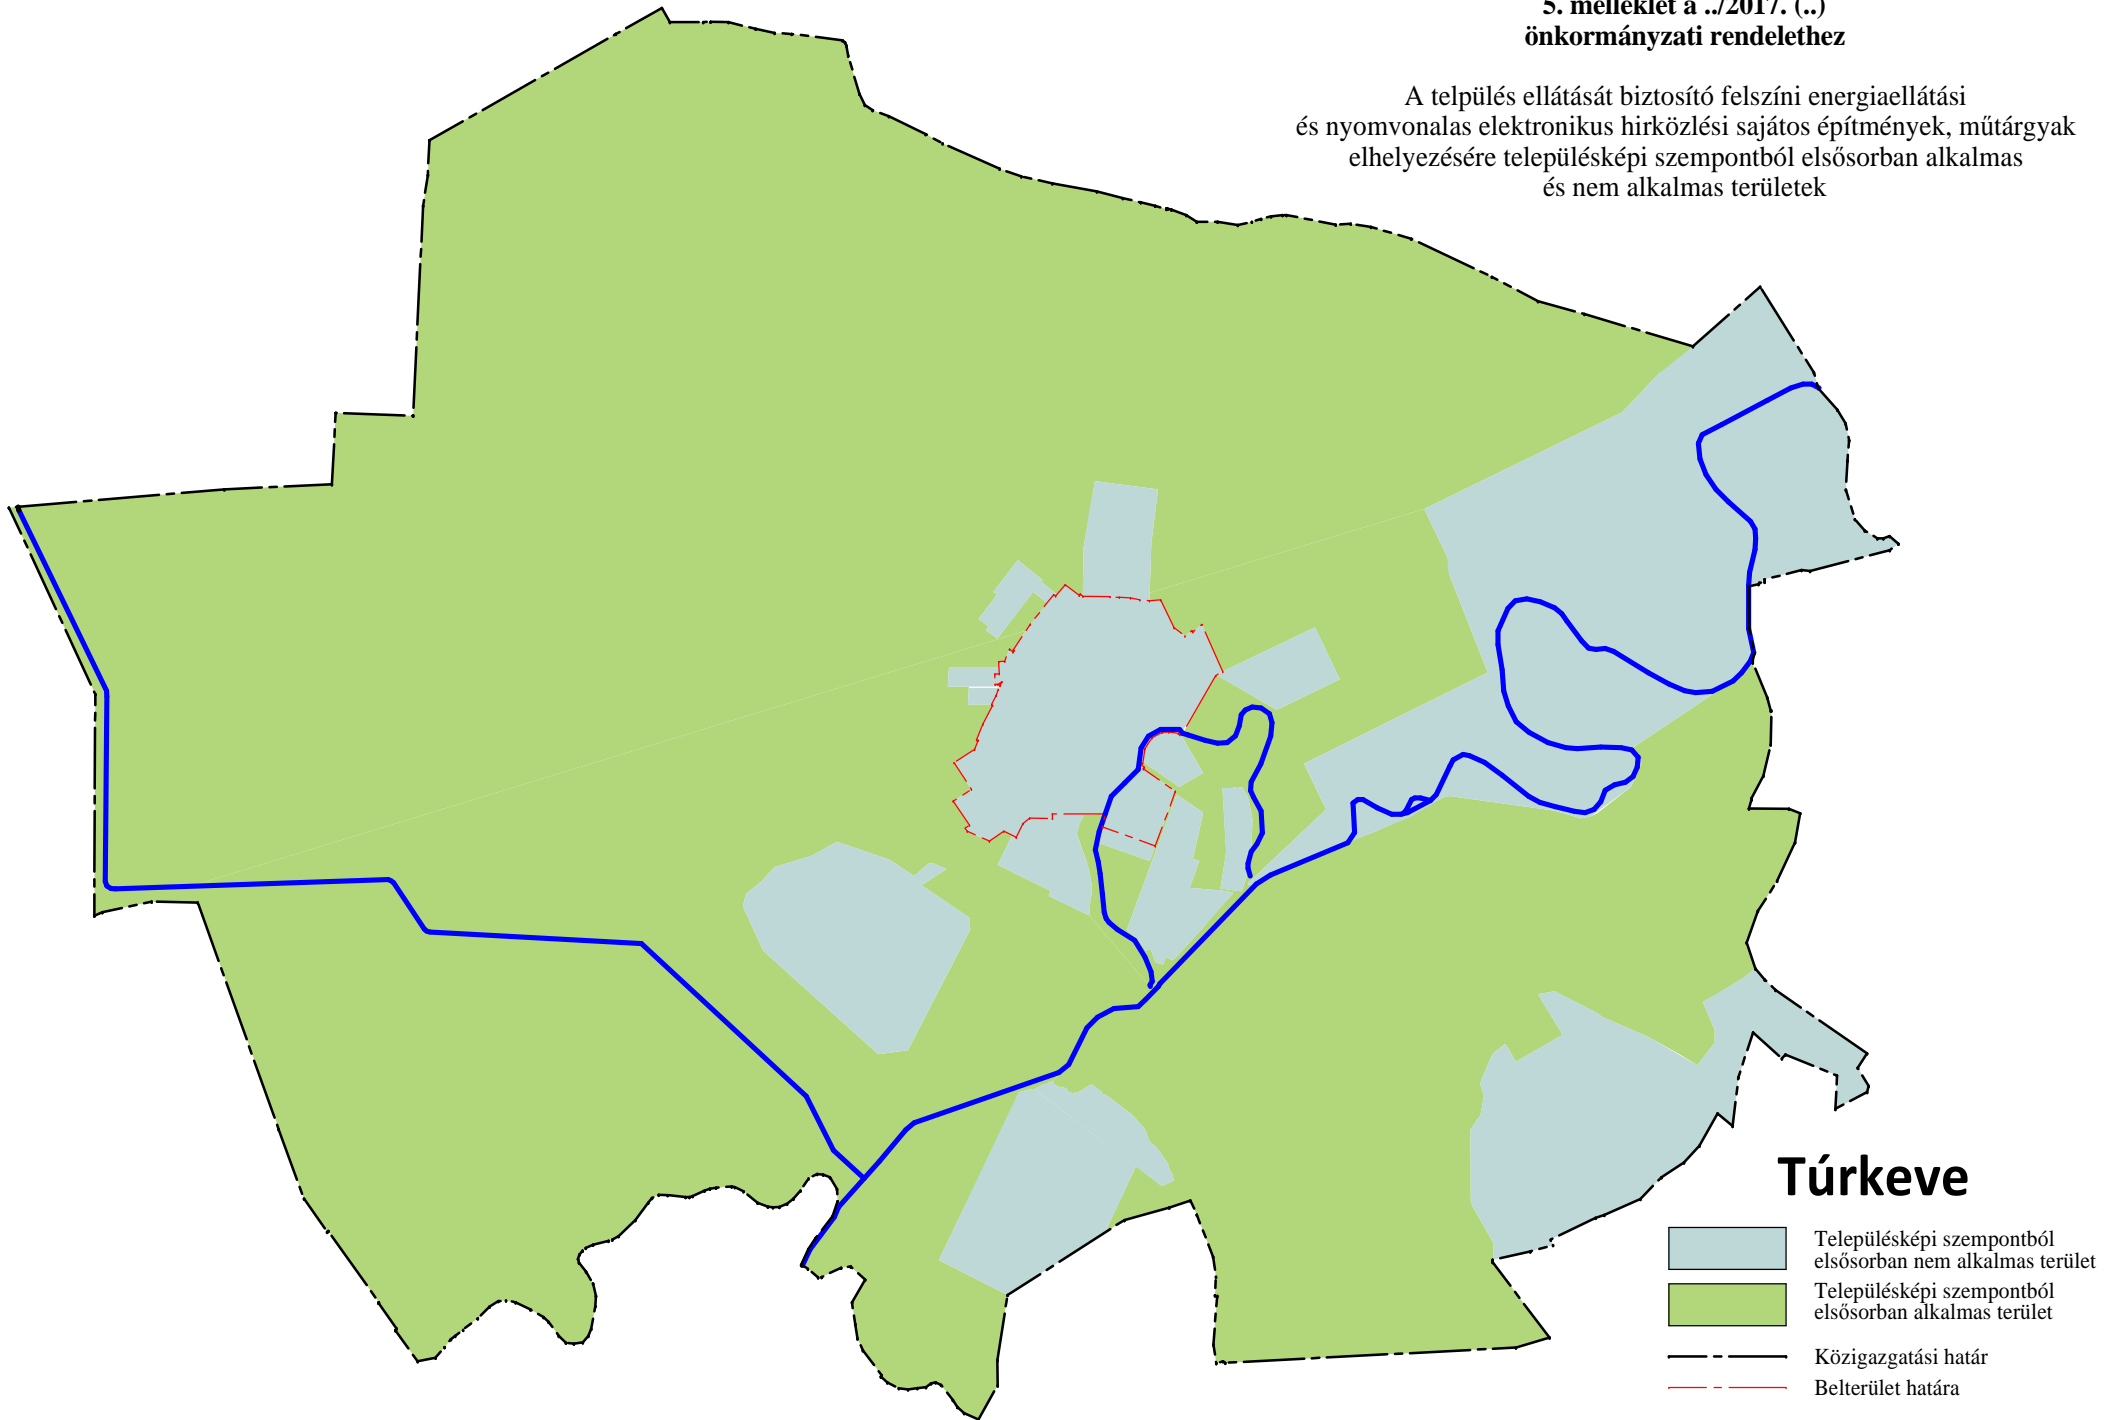 5. melléklet a ../2017. (..)
önkormányzati rendelethez
A telpülés ellátását biztosító felszíni energiaellátási
és nyomvonalas elektronikus hirközlési sajátos építmények, műtárgyak
elhelyezésére településképi szempontból elsősorban alkalmas
és nem alkalmas területek
Túrkeve
Településképi szempontból
elsősorban nem alkalmas terület
Településképi szempontból
elsősorban alkalmas terület
Közigazgatási határ
Belterület határa